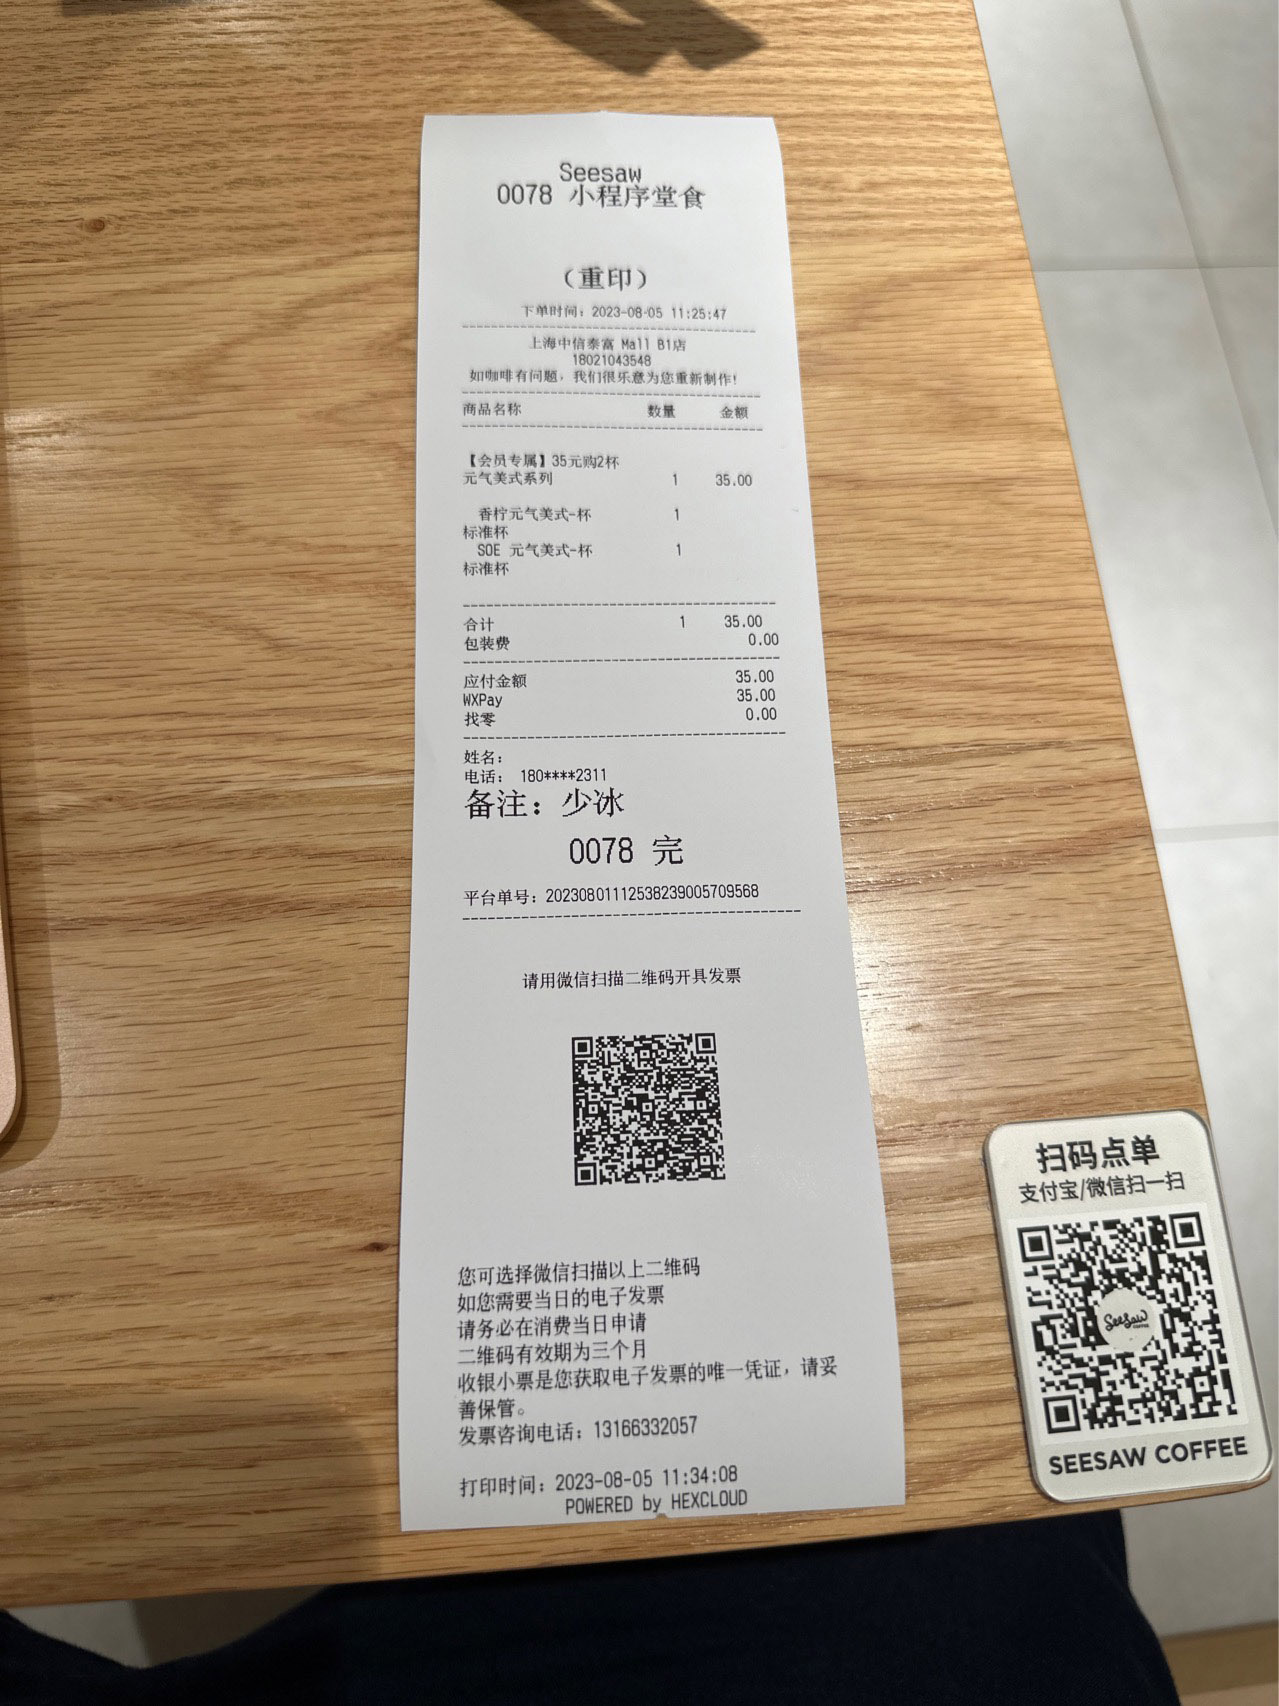 Seesaw
0078 小程序堂食
（重印）
下单时间：2023-08-05 11:25:47
上海中信泰富 Mall B1店
18021043548
如咖啡有问题，我们很乐意为您重新制作！
商品名称 数量 金额
【会员专属】35元购2杯
元气美式系列 1 35.00
香柠元气美式-杯 1
标准杯
SOE 元气美式-杯 1
标准杯
合计 1 35.00
包装费 0.00
应付金额 35.00
WXPay 35.00
找零 0.00
姓名：
电话： 180****2311
备注：少冰
0078 完
平台单号：20230801112538239005709568
请用微信扫描二维码开具发票
您可选择微信扫描以上二维码
如您需要当日的电子发票
请务必在消费当日申请
二维码有效期为三个月
收银小票是您获取电子发票的唯一凭证，请妥
善保管。
发票咨询电话：13166332057
打印时间：2023-08-05 11:34:08
POWERED by HEXCLOUD
扫码点单
支付宝/微信扫一扫
Seesaw
COFFEE
SEESAW COFFEE